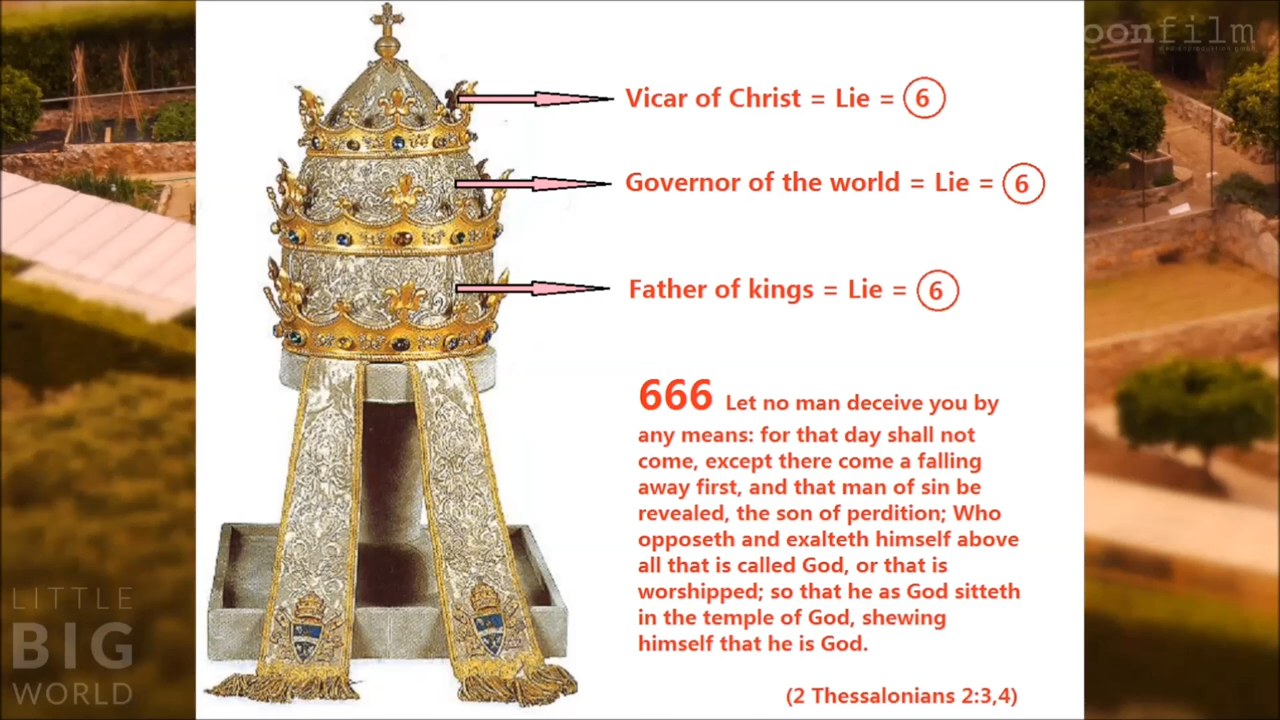 oonfilm
Vicar of Christ = Lie = 6
Governor of the world = Lie = 6
Father of kings = Lie = 6
666 Let no man deceive you by
any means: for that day shall not
come, except there come a falling
away first, and that man of sin be
revealed, the son of perdition; Who
opposeth and exalteth himself above
all that is called God, or that is
worshipped; so that he as God sitteth
in the temple of God, shewing
himself that he is God.
(2 Thessalonians 2:3,4)
LITTLE
BIG
WORLD